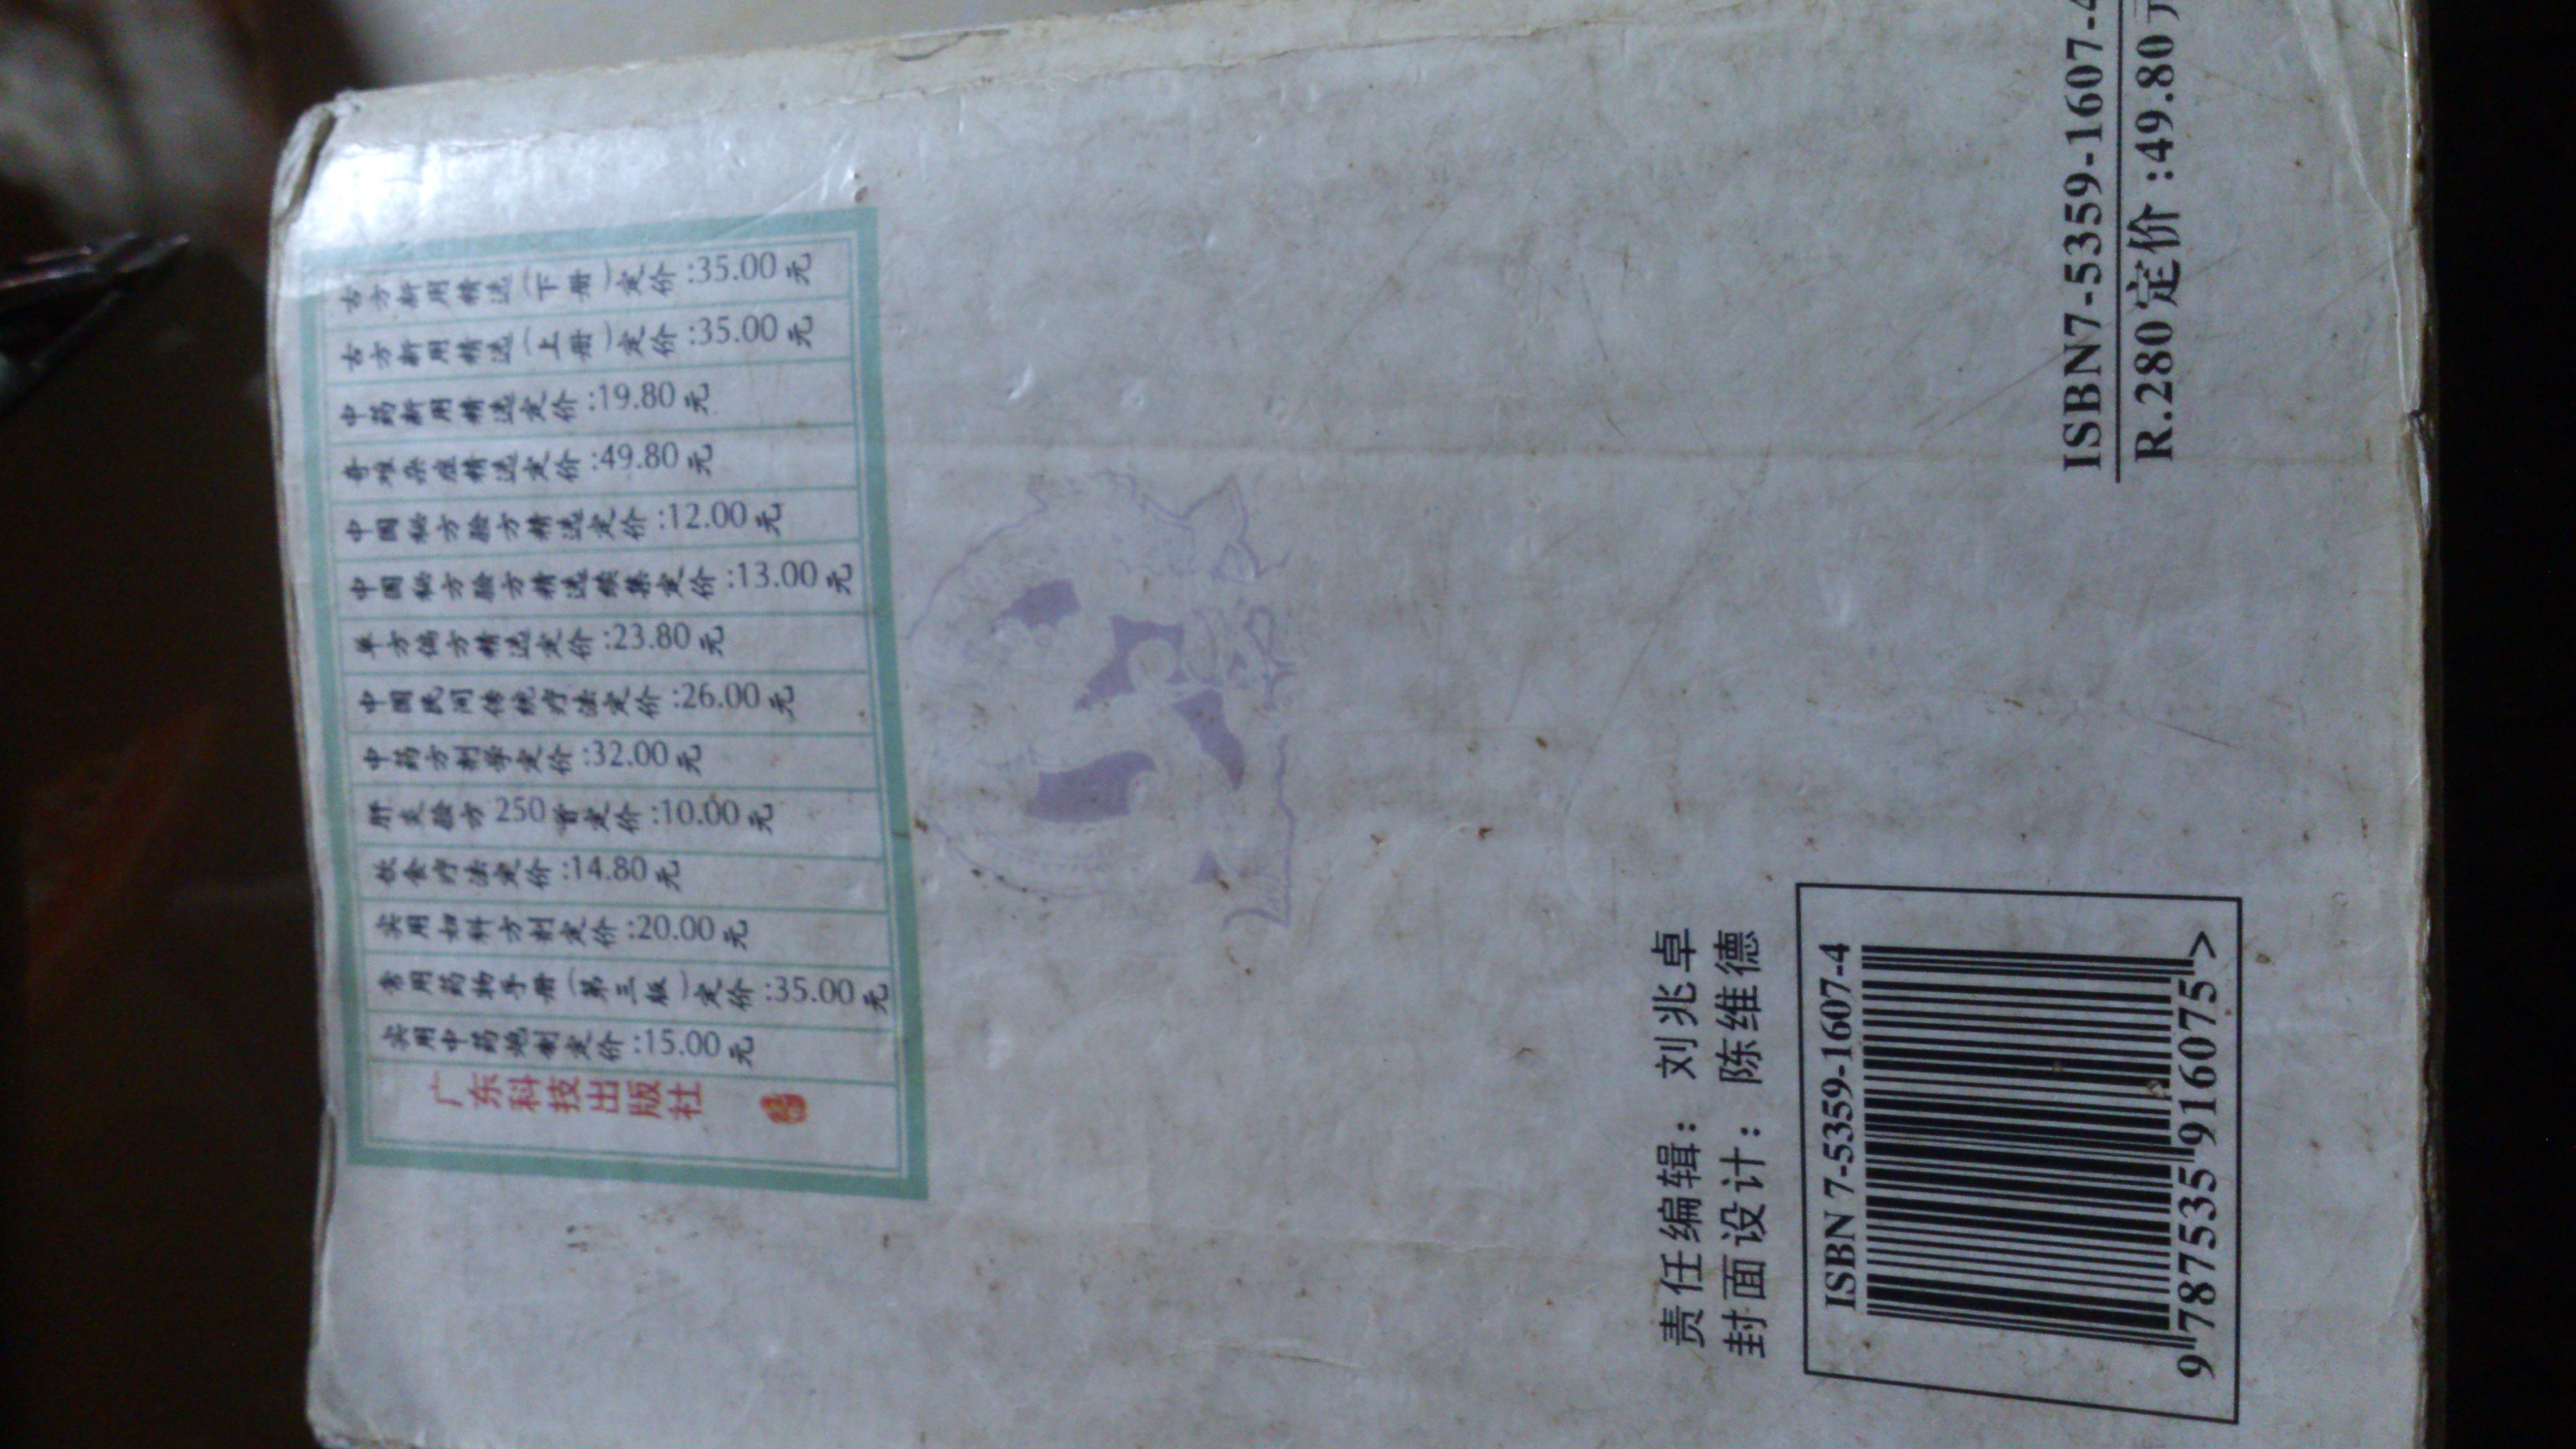 古方新用精选(下册)定价:35.00元
古方新用精选(上册)定价:35.00元
中药新用精选定价:19.80元
奇难杂症精选定价:49.80元
中国秘方验方精选定价:12.00元
中国秘方验方精选续集定价:13.00元
单方偏方精选定价:23.80元
中国民间传统疗法定价:26.00元
中药方剂学定价:32.00元
肝炎验方250首定价:10.00元
饮食疗法定价:14.80元
实用妇科方剂定价:20.00元
常用药物手册(第三版)定价:35.00元
实用中药炮制定价:15.00元
广东科技出版社
责任编辑：刘兆卓
封面设计：陈维德
ISBN 7-5359-1607-4
9 787535 916075 >
ISBN7-5359-1607-4
R.280定价:49.80元